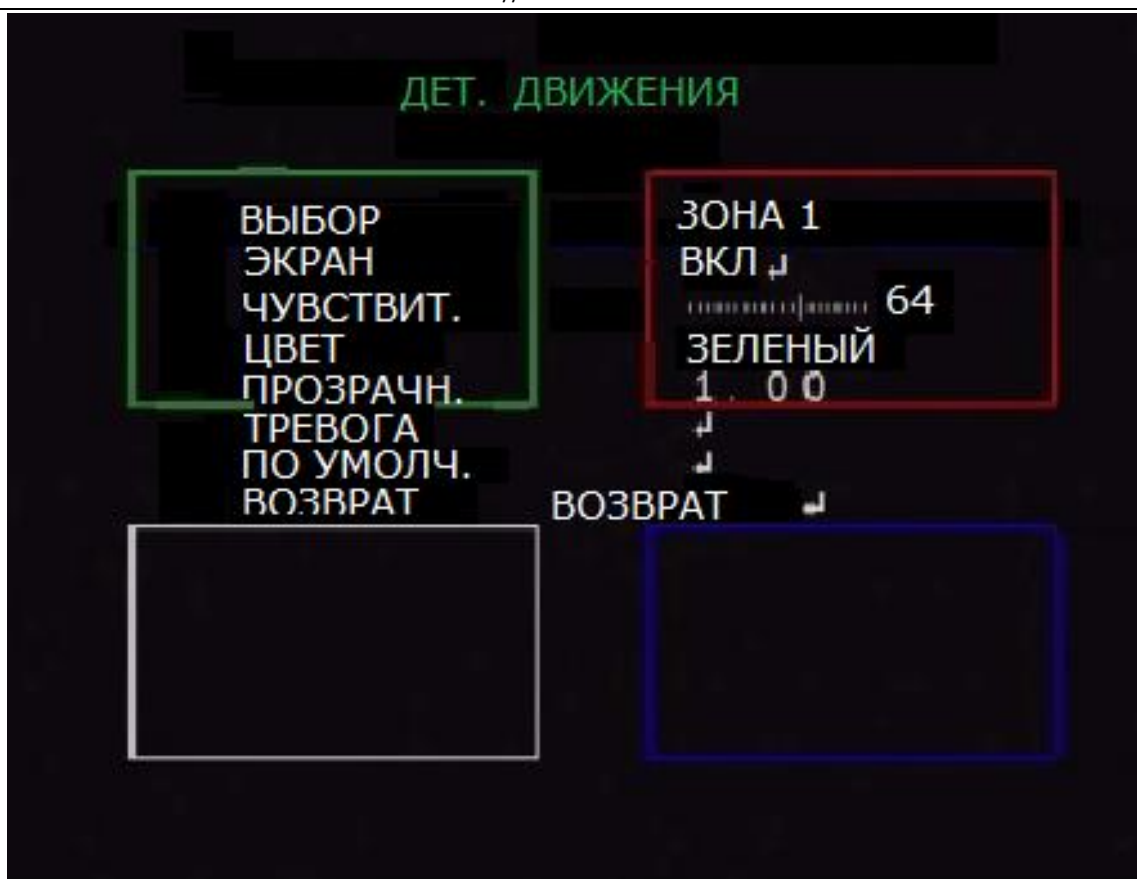 ДЕТ. ДВИЖЕНИЯ
ВЫБОР ЗОНА 1
ЭКРАН ВКЛ ↲
ЧУВСТВИТ. 64
ЦВЕТ ЗЕЛЕНЫЙ
ПРОЗРАЧН. 1. 00
ТРЕВОГА ↲
ПО УМОЛЧ. ↲
ВОЗВРАТ ВОЗВРАТ ↲